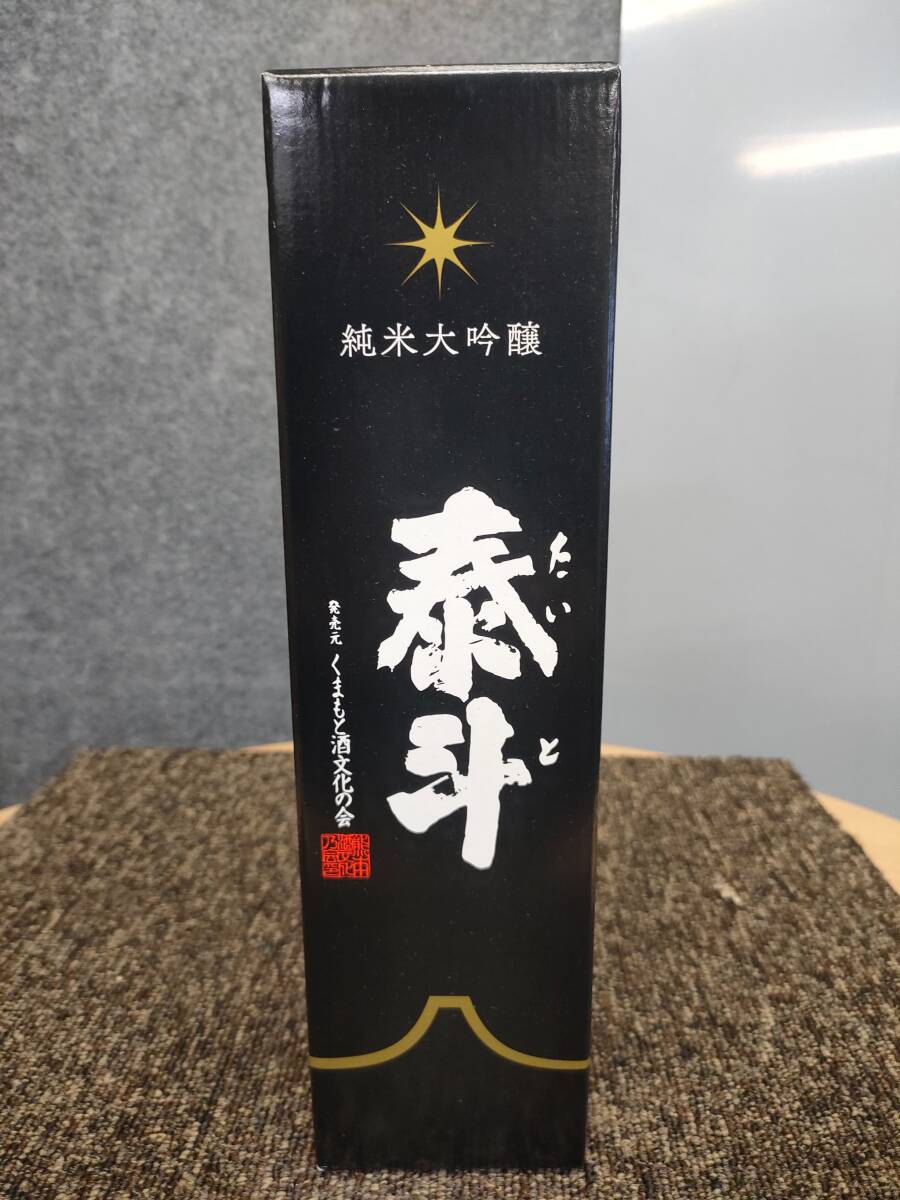 純米大吟醸
泰斗
たいと
発売元 くまもと酒文化の会